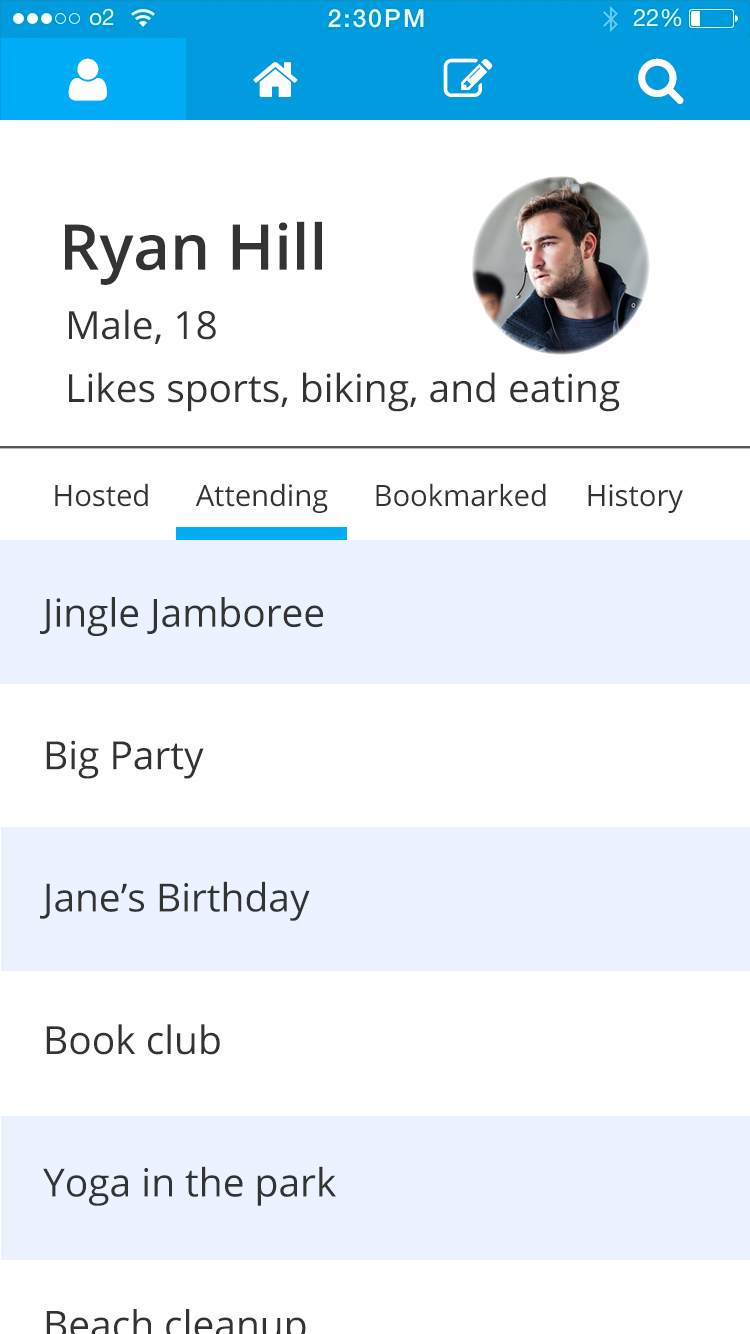 o2 2:30PM 22%
Ryan Hill
Male, 18
Likes sports, biking, and eating
Hosted Attending Bookmarked History
Jingle Jamboree
Big Party
Jane’s Birthday
Book club
Yoga in the park
Beach cleanup